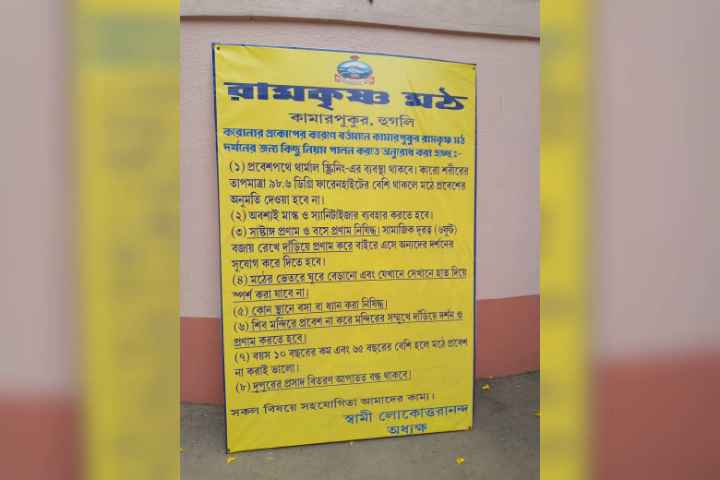 রামকৃষ্ণ মঠ
কামারপুকুর, হুগলি
করোনার প্রকোপের কারণে বর্তমানে কামারপুকুর রামকৃষ্ণ মঠ
দর্শনের জন্য কিছু নিয়ম পালন করতে অনুরোধ করা হচ্ছে :-
(১) প্রবেশপথে থার্মাল স্ক্রিনিং-এর ব্যবস্থা থাকবে। কারো শরীরের
তাপমাত্রা ৯৮.৬ ডিগ্রি ফারেনহাইটের বেশি থাকলে মঠে প্রবেশের
অনুমতি দেওয়া হবে না।
(২) অবশ্যই মাস্ক ও স্যানিটাইজার ব্যবহার করতে হবে।
(৩) সাষ্টাঙ্গ প্রণাম ও বসে প্রণাম নিষিদ্ধ। সামাজিক দূরত্ব (৬ফুট)
বজায় রেখে দাঁড়িয়ে প্রণাম করে বাইরে এসে অন্যদের দর্শনের
সুযোগ করে দিতে হবে।
(৪) মঠের ভেতরে ঘুরে বেড়ানো এবং যেখানে সেখানে হাত দিয়ে
স্পর্শ করা যাবে না।
(৫) কোন স্থানে বসা বা ধ্যান করা নিষিদ্ধ।
(৬) শিব মন্দিরে প্রবেশ না করে মন্দিরের সম্মুখে দাঁড়িয়ে দর্শন ও
প্রণাম করতে হবে।
(৭) বয়স ১০ বছরের কম এবং ৬৫ বছরের বেশি হলে মঠে প্রবেশ
না করাই ভালো।
(৮) দুপুরের প্রসাদ বিতরণ আপাতত বন্ধ থাকবে।
সকল বিষয়ে সহযোগিতা আমাদের কাম্য।
স্বামী লোকোত্তরানন্দ
অধ্যক্ষ